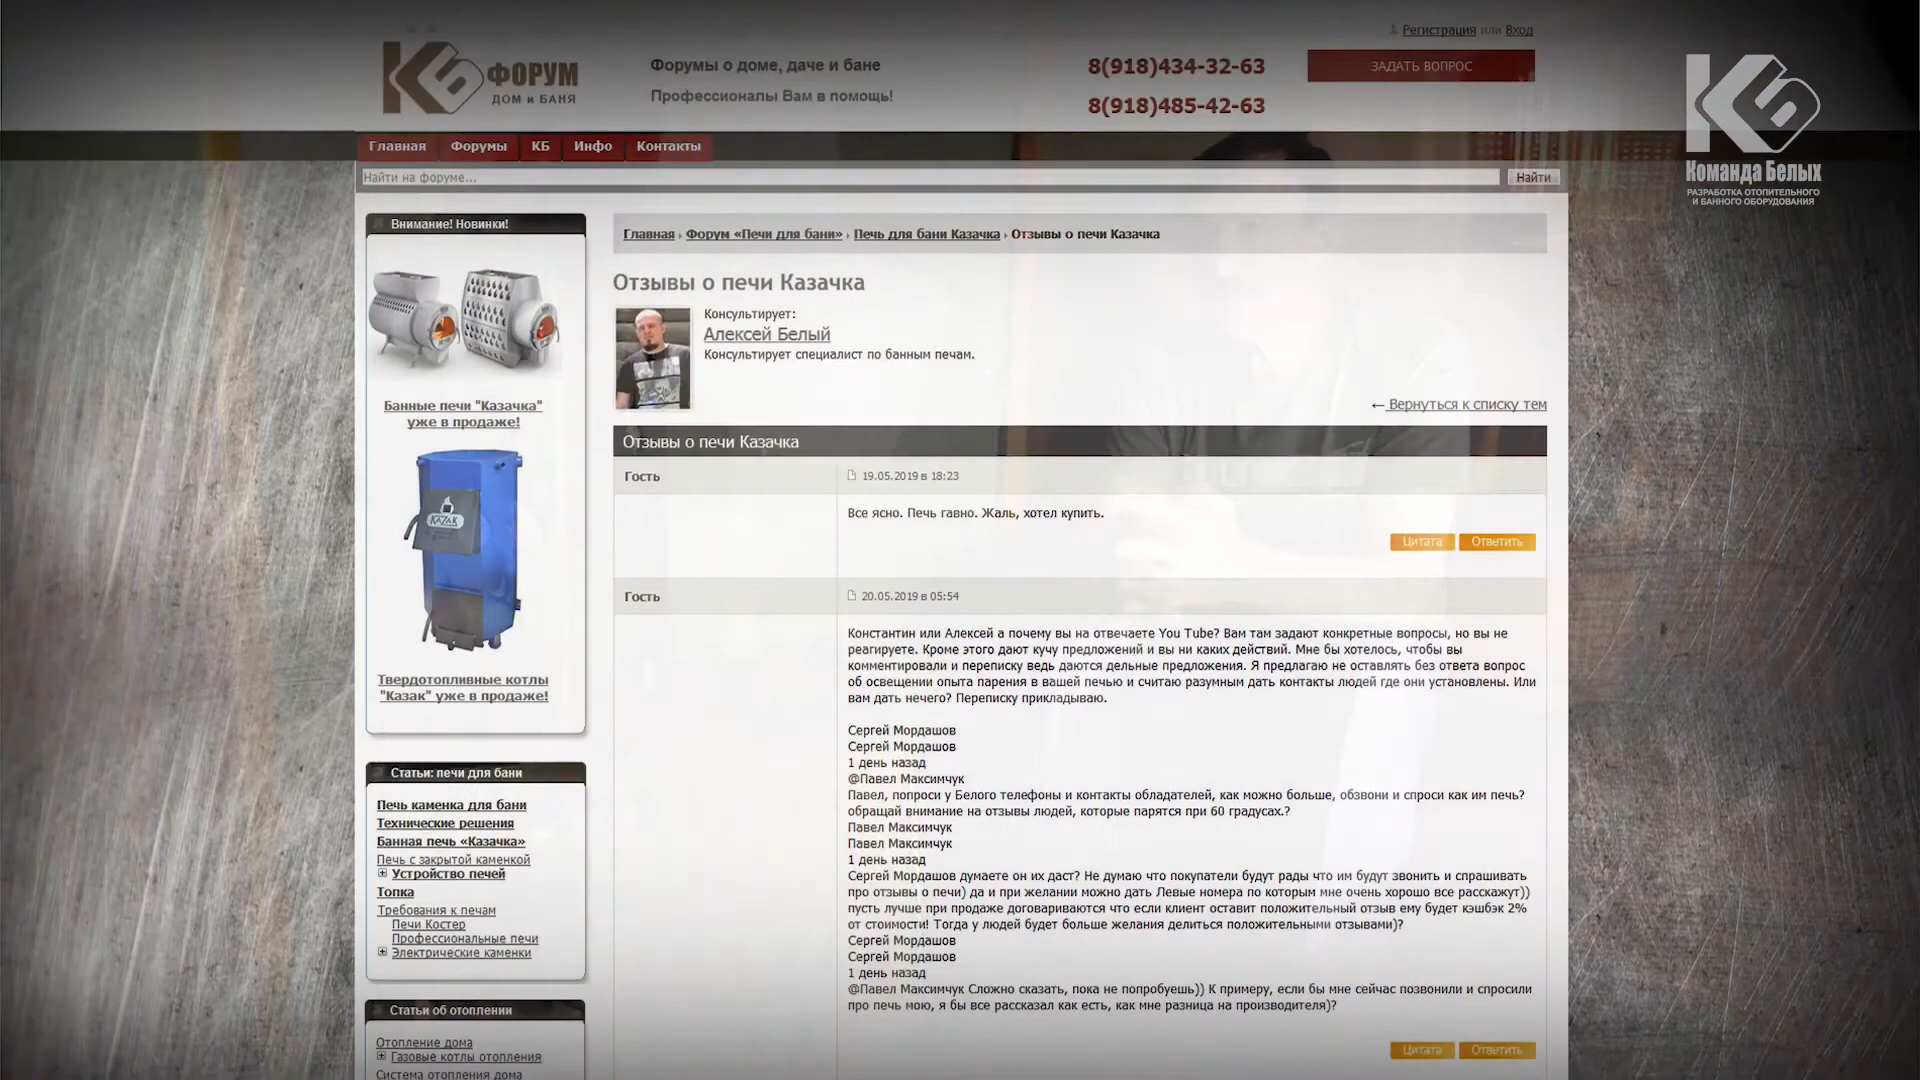 Регистрация или Вход
КБ ФОРУМ
ДОМ и БАНЯ
Форумы о доме, даче и бане
Профессионалы Вам в помощь!
8(918)434-32-63
8(918)485-42-63
ЗАДАТЬ ВОПРОС
КБ
Команда Белых
РАЗРАБОТКА ОТОПИТЕЛЬНОГО
И БАННОГО ОБОРУДОВАНИЯ
Главная Форумы КБ Инфо Контакты
Найти на форуме... Найти
Внимание! Новинки!
Банные печи "Казачка"
уже в продаже!
KAZAK
Твердотопливные котлы
"Казак" уже в продаже!
Статьи: печи для бани
Печь каменка для бани
Технические решения
Банная печь «Казачка»
Печь с закрытой каменкой
Устройство печей
Топка
Требования к печам
Печи Костер
Профессиональные печи
Электрические каменки
Статьи об отоплении
Отопление дома
Газовые котлы отопления
Система отопления дома
Главная › Форум «Печи для бани» › Печь для бани Казачка › Отзывы о печи Казачка
Отзывы о печи Казачка
Консультирует:
Алексей Белый
Консультирует специалист по банным печам.
← Вернуться к списку тем
Отзывы о печи Казачка
Гость 19.05.2019 в 18:23
Все ясно. Печь гавно. Жаль, хотел купить.
Цитата Ответить
Гость 20.05.2019 в 05:54
Константин или Алексей а почему вы на отвечаете You Tube? Вам там задают конкретные вопросы, но вы не
реагируете. Кроме этого дают кучу предложений и вы ни каких действий. Мне бы хотелось, чтобы вы
комментировали и переписку ведь даются дельные предложения. Я предлагаю не оставлять без ответа вопрос
об освещении опыта парения в вашей печью и считаю разумным дать контакты людей где они установлены. Или
вам дать нечего? Переписку прикладываю.
Сергей Мордашов
Сергей Мордашов
1 день назад
@Павел Максимчук
Павел, попроси у Белого телефоны и контакты обладателей, как можно больше, обзвони и спроси как им печь?
обращай внимание на отзывы людей, которые парятся при 60 градусах.?
Павел Максимчук
Павел Максимчук
1 день назад
Сергей Мордашов думаете он их даст? Не думаю что покупатели будут рады что им будут звонить и спрашивать
про отзывы о печи) да и при желании можно дать Левые номера по которым мне очень хорошо все расскажут))
пусть лучше при продаже договариваются что если клиент оставит положительный отзыв ему будет кэшбэк 2%
от стоимости! Тогда у людей будет больше желания делиться положительными отзывами)?
Сергей Мордашов
Сергей Мордашов
1 день назад
@Павел Максимчук Сложно сказать, пока не попробуешь)) К примеру, если бы мне сейчас позвонили и спросили
про печь мою, я бы все рассказал как есть, как мне разница на производителя)?
Цитата Ответить